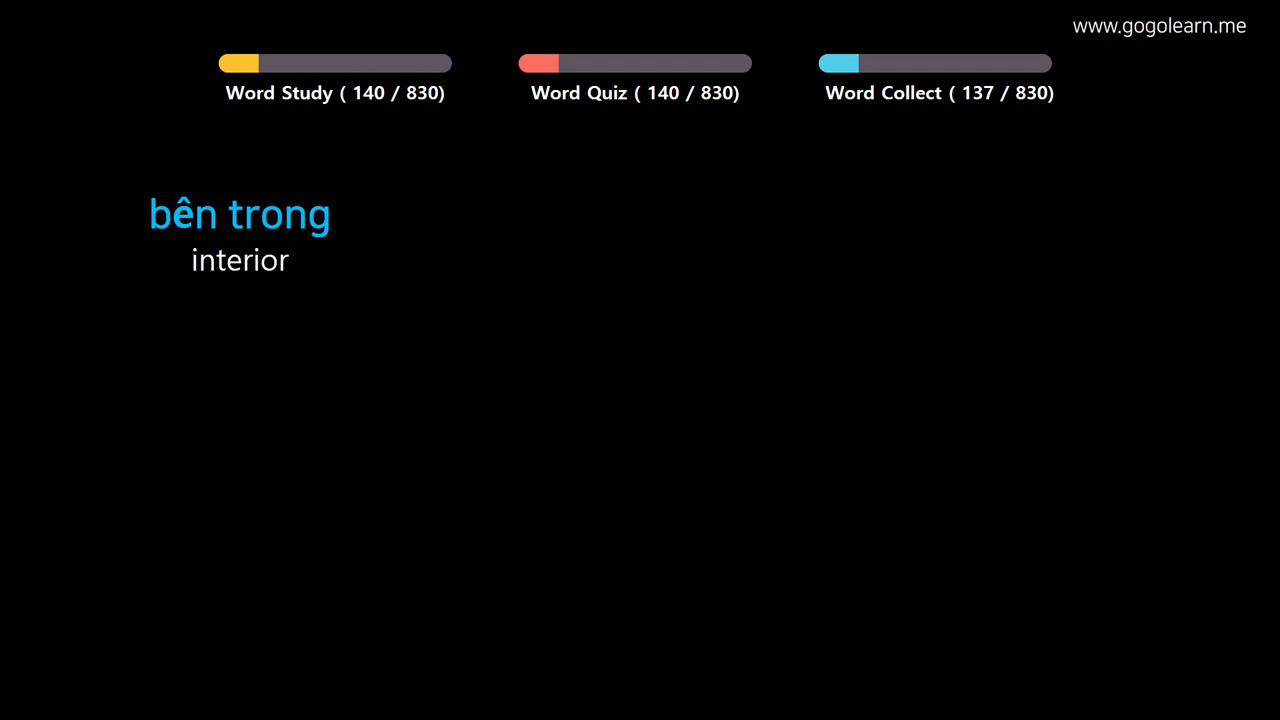 www.gogolearn.me
Word Study ( 140 / 830)
Word Quiz ( 140 / 830)
Word Collect ( 137 / 830)
bên trong
interior